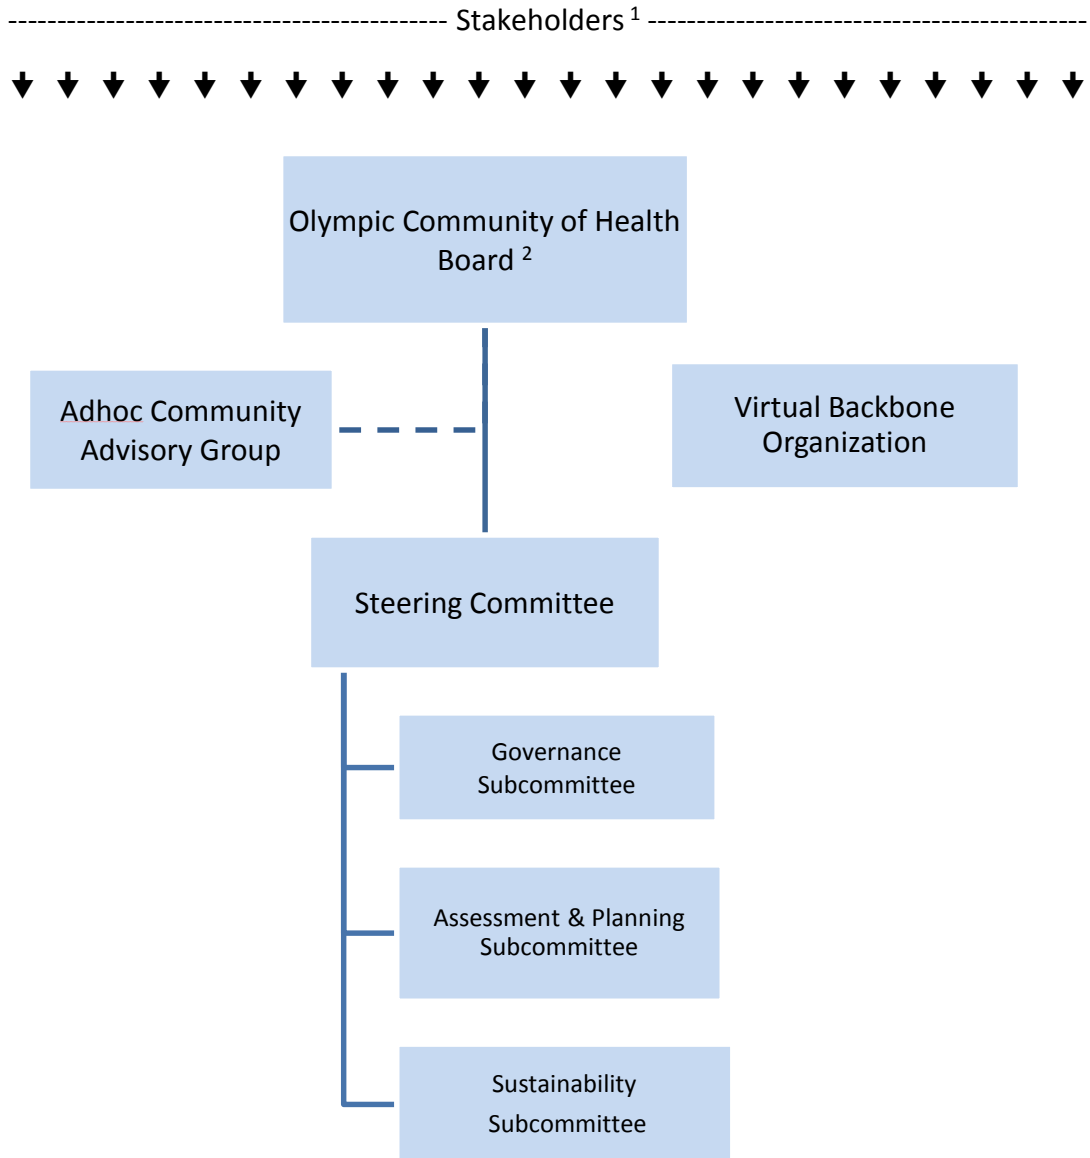 Stakeholders 1
Olympic Community of Health
Board 2
Adhoc Community
Advisory Group
Virtual Backbone
Organization
Steering Committee
Governance
Subcommittee
Assessment & Planning
Subcommittee
Sustainability
Subcommittee